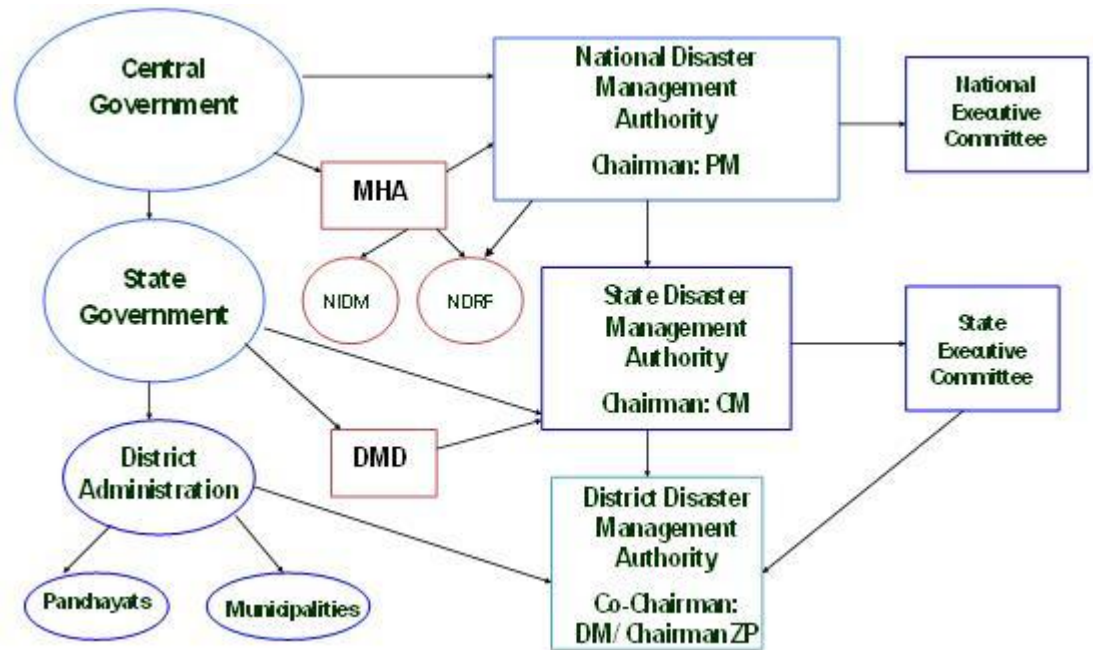 Central
Government
National Disaster
Management
Authority
Chairman: PM
National
Executive
Committee
MHA
State
Government
NIDM
NDRF
State Disaster
Management
Authority
Chairman: CM
State
Executive
Committee
DMD
District
Administration
District Disaster
Management
Authority
Co-Chairman:
DM/ Chairman ZP
Panchayats
Municipalities